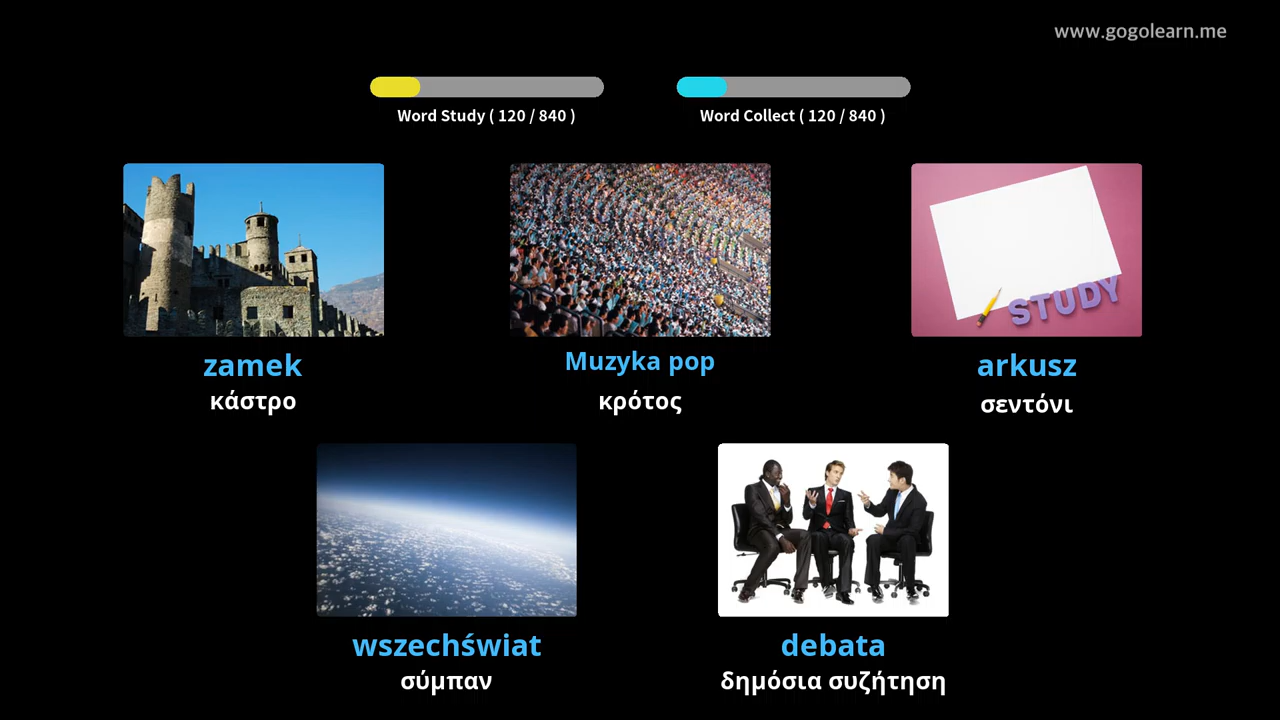 www.gogolearn.me
Word Study ( 120 / 840 )
Word Collect ( 120 / 840 )
STUDY
zamek
κάστρο
Muzyka pop
κρότος
arkusz
σεντόνι
wszechświat
σύμπαν
debata
δημόσια συζήτηση